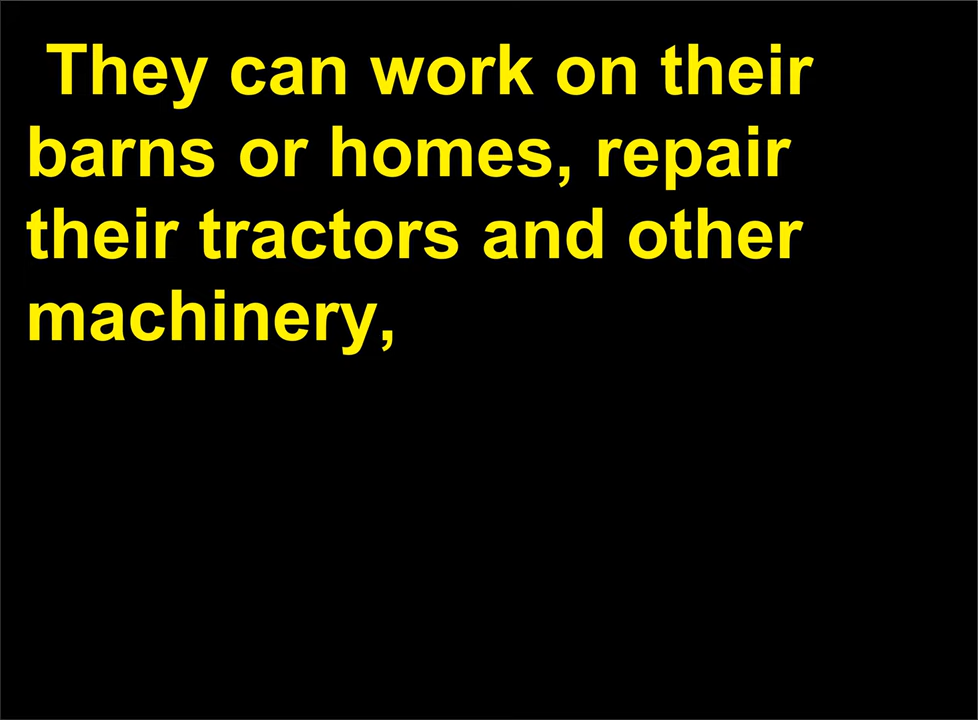 They can work on their
barns or homes, repair
their tractors and other
machinery,